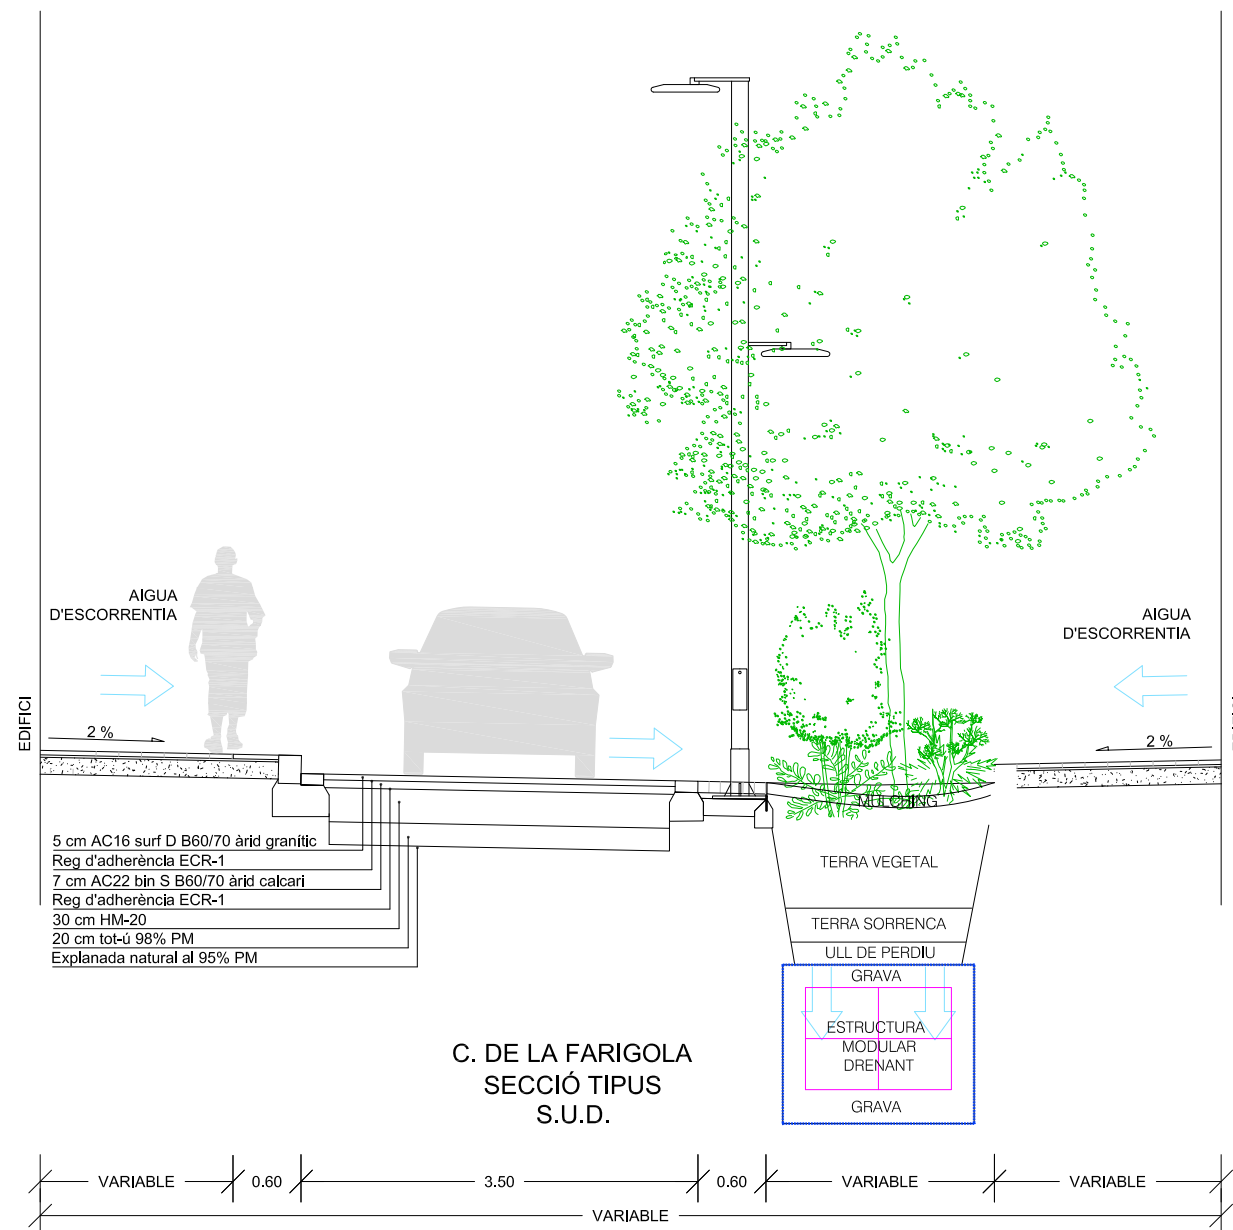 AIGUA
D'ESCORRENTIA
AIGUA
D'ESCORRENTIA
EDIFICI
2 %
2 %
MULCHING
5 cm AC16 surf D B60/70 àrid granític
Reg d'adherència ECR-1
7 cm AC22 bin S B60/70 àrid calcari
Reg d'adherència ECR-1
30 cm HM-20
20 cm tot-ú 98% PM
Explanada natural al 95% PM
TERRA VEGETAL
TERRA SORRENCA
ULL DE PERDIU
GRAVA
ESTRUCTURA
MODULAR
DRENANT
GRAVA
C. DE LA FARIGOLA
SECCIÓ TIPUS
S.U.D.
VARIABLE
0.60
3.50
0.60
VARIABLE
VARIABLE
VARIABLE